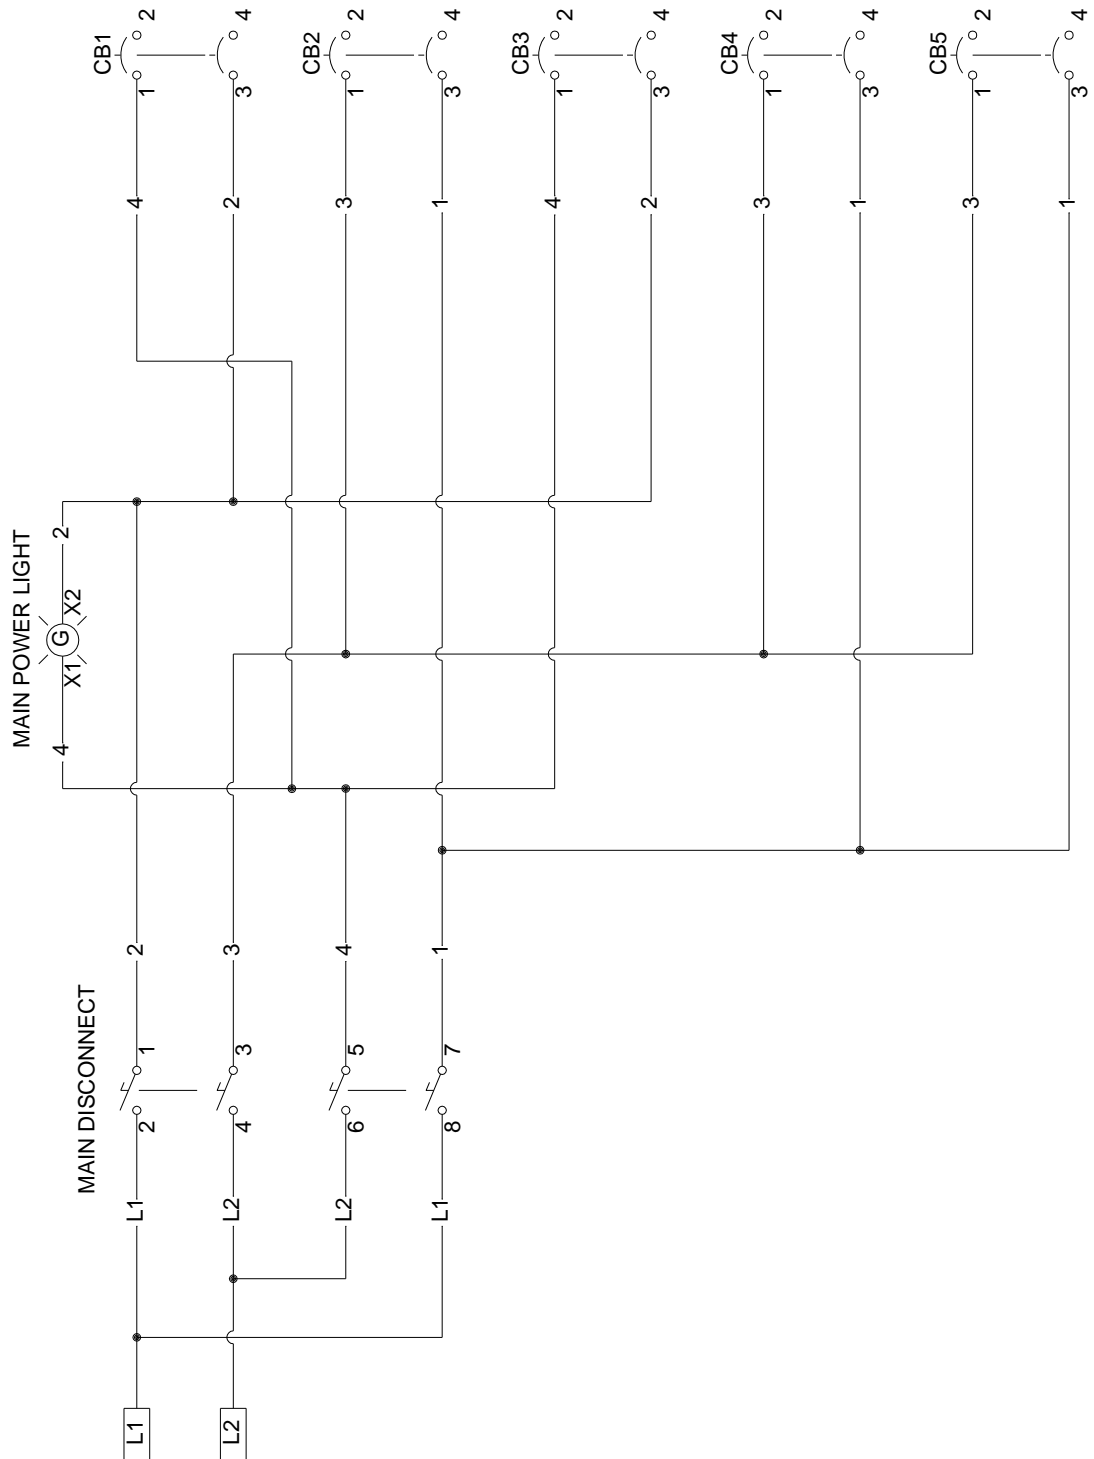 2 4 2 4 2 4 2 4 2 4
CB1 CB2 CB3 CB4 CB5
1 3 1 3 1 3 1 3 1 3
4 2 3 1 4 2 3 1 3 1
MAIN POWER LIGHT
2
X2
G
X1
4
2 3 4 1
MAIN DISCONNECT
1 3 5 7
2 4 6 8
L1 L2 L2 L1
L1 L2